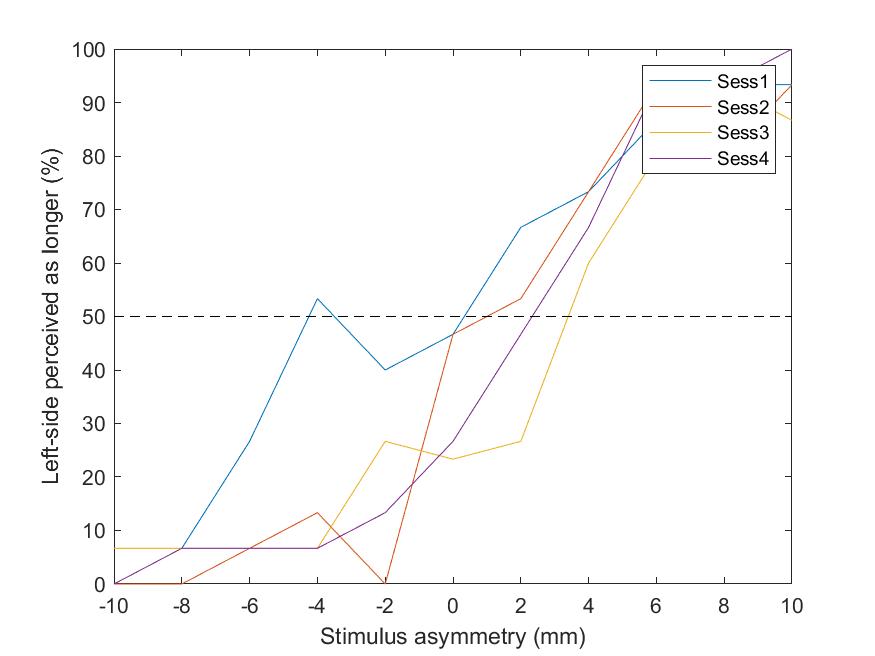 100
90
80
70
60
50
40
30
20
10
0
Left-side perceived as longer (%)
Sess1
Sess2
Sess3
Sess4
-10 -8 -6 -4 -2 0 2 4 6 8 10
Stimulus asymmetry (mm)